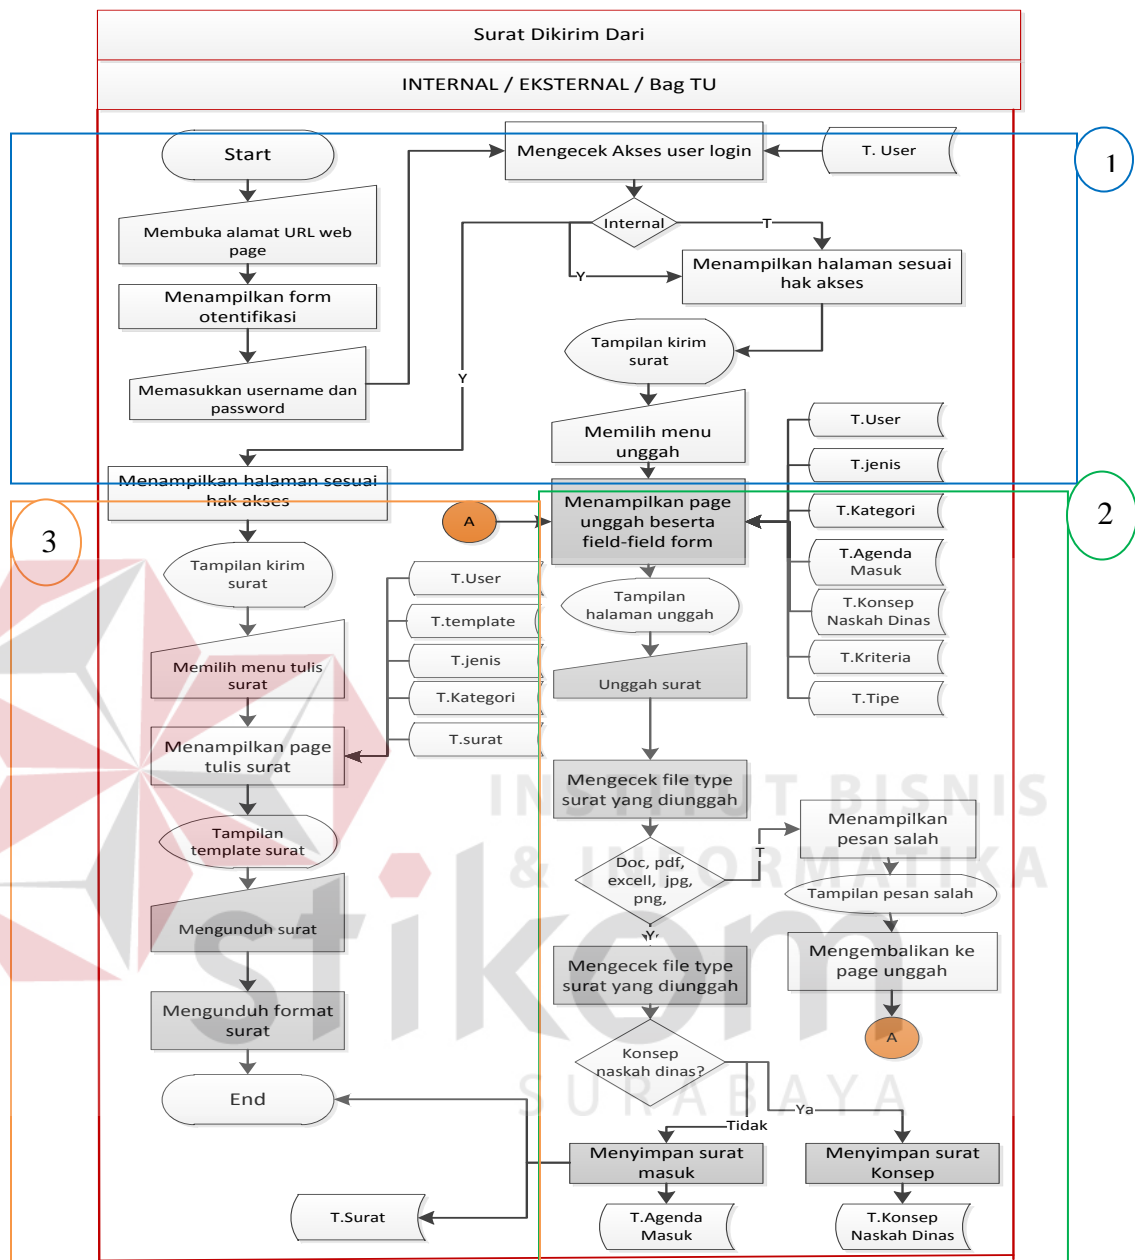 Surat Dikirim Dari
INTERNAL / EKSTERNAL / Bag TU
1
Start
Mengecek Akses user login
T. User
Membuka alamat URL web
page
Internal
T
Y
Menampilkan halaman sesuai
hak akses
Menampilkan form
otentifikasi
Tampilan kirim
surat
Memasukkan username dan
password
Y
Memilih menu
unggah
T.User
T.jenis
T.Kategori
T.Agenda
Masuk
T.Konsep
Naskah Dinas
T.Kriteria
T.Tipe
Menampilkan halaman sesuai
hak akses
2
3
A
Menampilkan page
unggah beserta
field-field form
Tampilan kirim
surat
T.User
T.template
T.jenis
T.Kategori
T.surat
Tampilan
halaman unggah
Memilih menu tulis
surat
Unggah surat
Menampilkan page
tulis surat
Mengecek file type
surat yang diunggah
Tampilan
template surat
Doc, pdf,
excell, jpg,
png,
T
Menampilkan
pesan salah
Tampilan pesan salah
Mengembalikan ke
page unggah
A
Mengunduh surat
Y
Mengecek file type
surat yang diunggah
Mengunduh format
surat
Konsep
naskah dinas?
End
Ya
Tidak
Menyimpan surat
masuk
Menyimpan surat
Konsep
T.Surat
T.Agenda
Masuk
T.Konsep
Naskah Dinas
INSTITUT BISNIS
& INFORMATIKA
stikom
SURABAYA